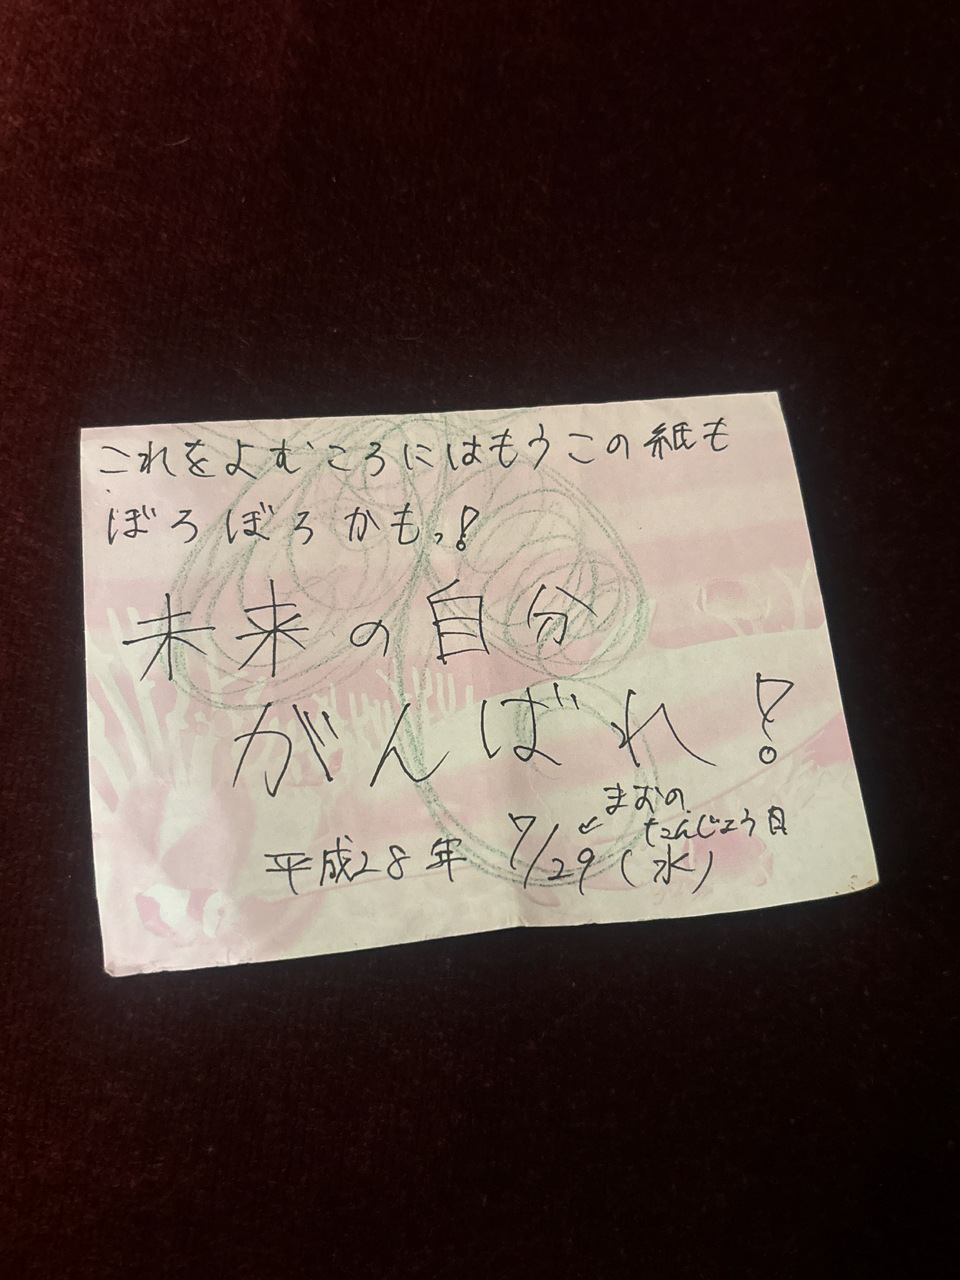 これをよむころにはもうこの紙も
ぼろぼろかもっ!
未来の自分
がんばれ!
まおの
たんじょう日
平成28年 7/29(水)